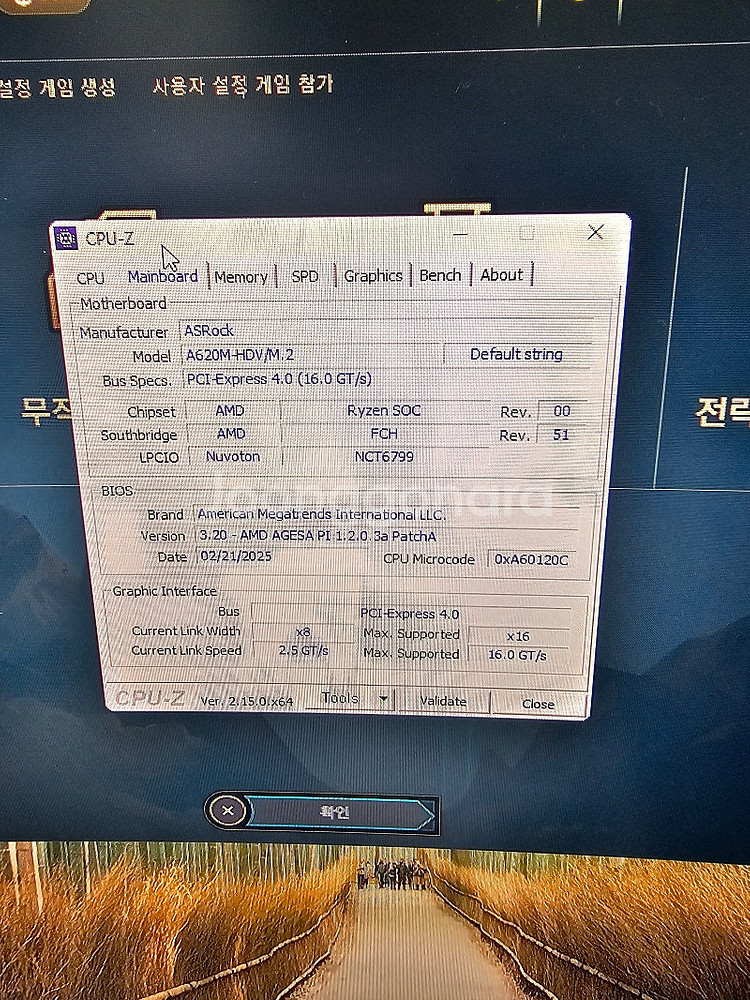 설정 게임 생성 사용자 설정 게임 참가
CPU-Z
CPU Mainboard Memory SPD Graphics Bench About
Motherboard
Manufacturer ASRock
Model A620M-HDV/M.2 Default string
Bus Specs. PCI-Express 4.0 (16.0 GT/s)
Chipset AMD Ryzen SOC Rev. 00
Southbridge AMD FCH Rev. 51
LPCIO Nuvoton NCT6799
무작 전략
BIOS
Brand American Megatrends International LLC.
Version 3.20 - AMD AGESA PI 1.2.0.3a PatchA
Date 02/21/2025 CPU Microcode 0xA60120C
Graphic Interface
Bus PCI-Express 4.0
Current Link Width x8 Max. Supported x16
Current Link Speed 2.5 GT/s Max. Supported 16.0 GT/s
CPU-Z Ver. 2.15.0.x64 Tools Validate Close
확인